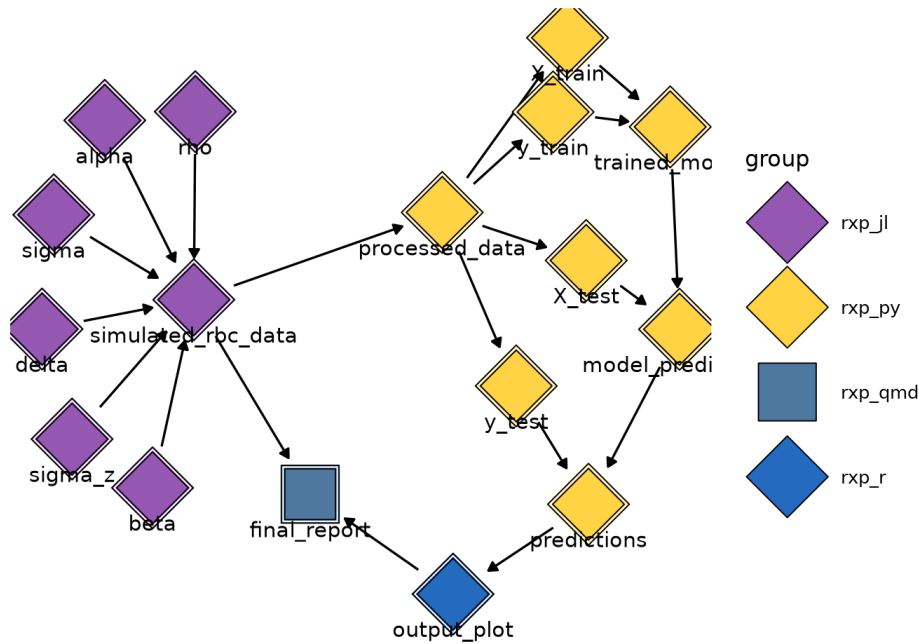 X_train
y_train
trained_mo
alpha
rho
group
sigma
processed_data
rxp_jl
X_test
rxp_py
simulated_rbc_data
delta
model_predi
rxp_qmd
y_test
sigma_z
beta
final_report
predictions
rxp_r
output_plot